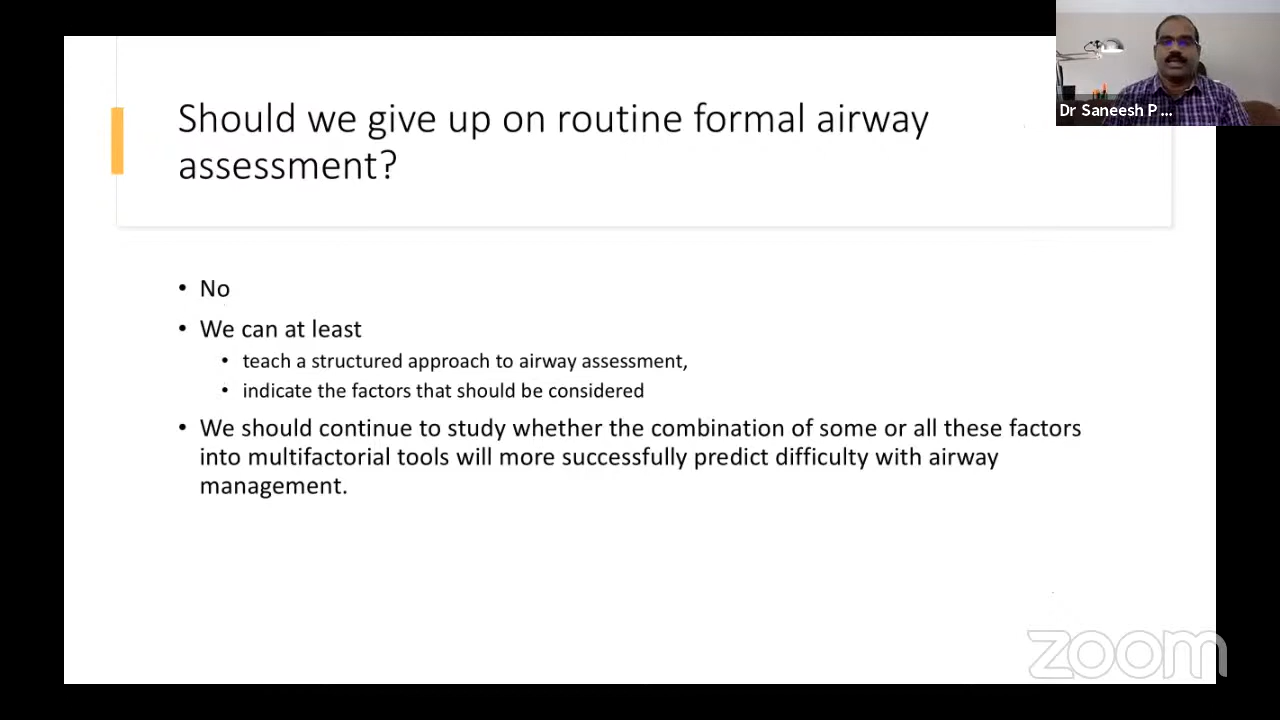 Dr Saneesh P ...
Should we give up on routine formal airway
assessment?
• No
• We can at least
• teach a structured approach to airway assessment,
• indicate the factors that should be considered
• We should continue to study whether the combination of some or all these factors
into multifactorial tools will more successfully predict difficulty with airway
management.
zoom